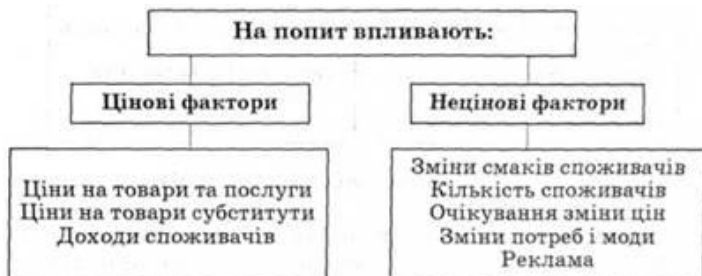 На попит впливають:
Цінові фактори
Нецінові фактори
Ціни на товари та послуги
Ціни на товари субститути
Доходи споживачів
Зміни смаків споживачів
Кількість споживачів
Очікування зміни цін
Зміни потреб і моди
Реклама